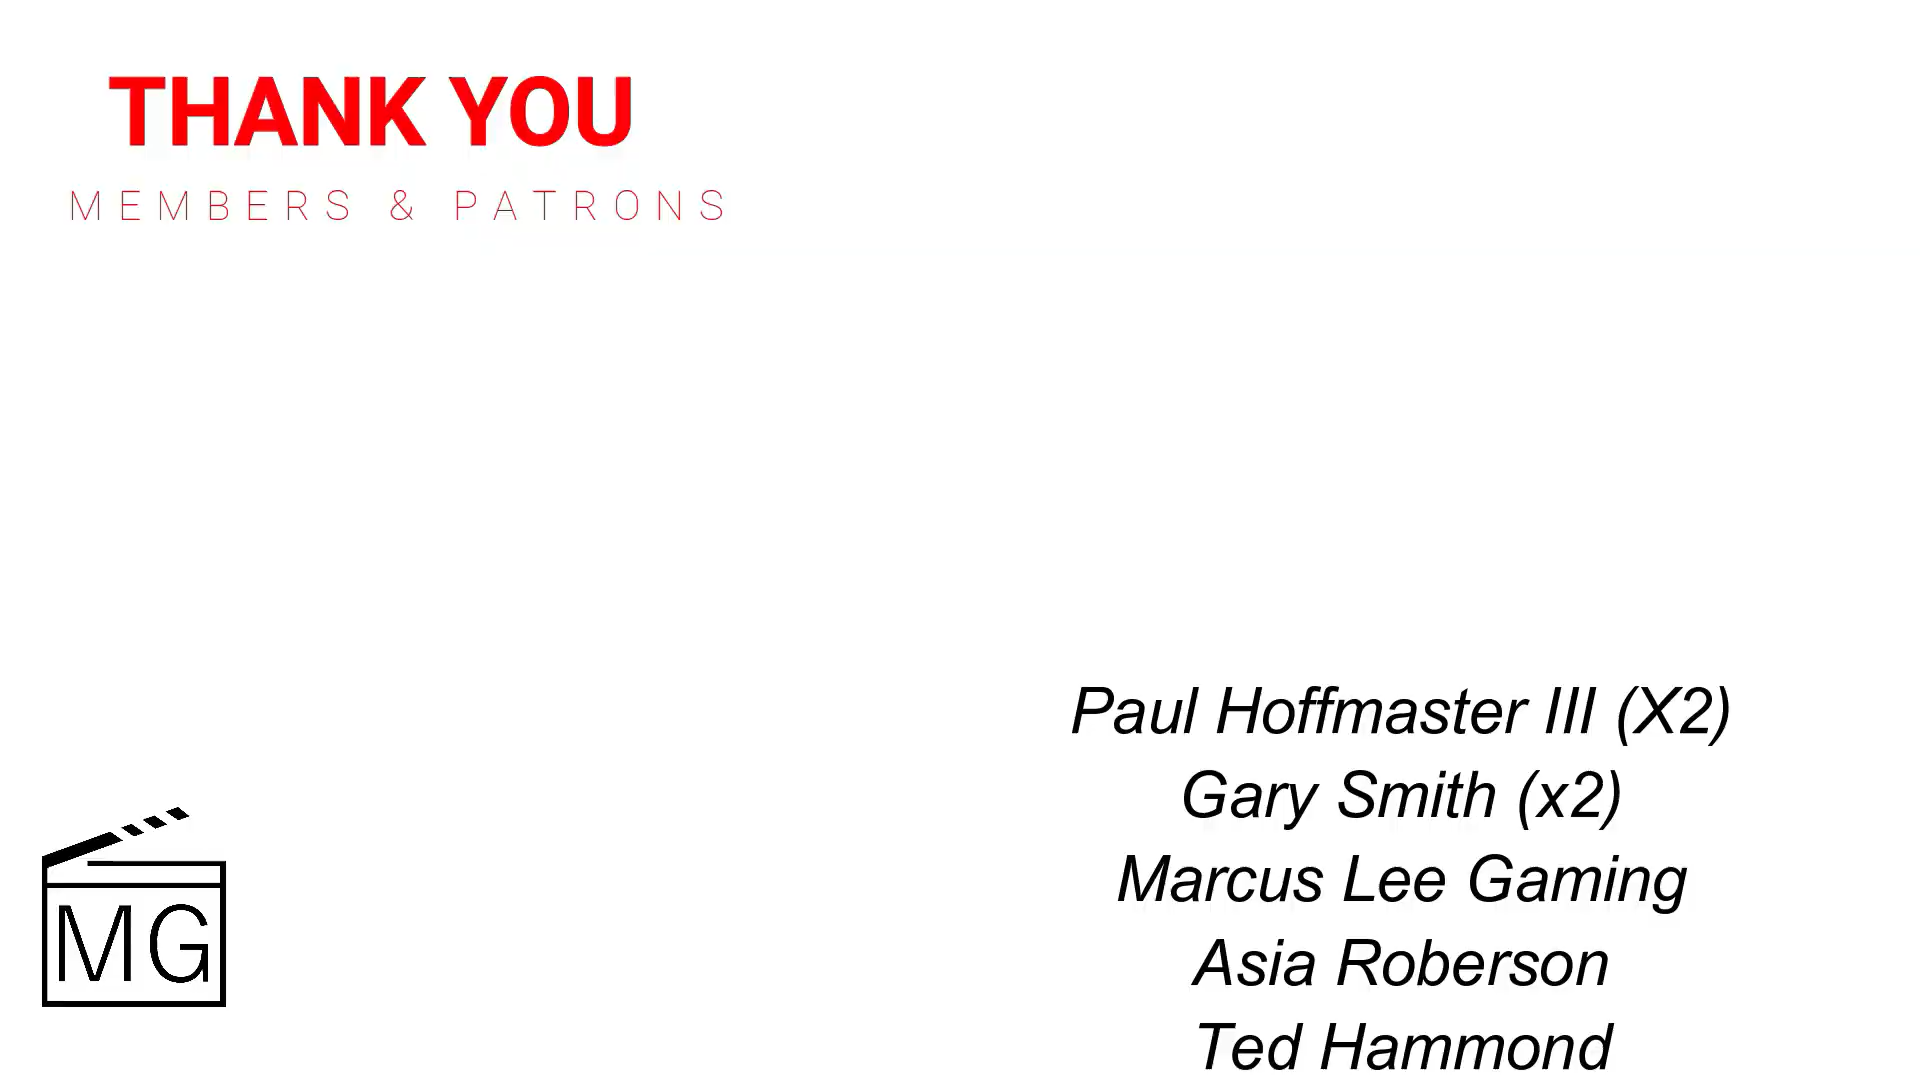 THANK YOU
MEMBERS & PATRONS
Paul Hoffmaster III (X2)
Gary Smith (x2)
Marcus Lee Gaming
Asia Roberson
Ted Hammond
MG